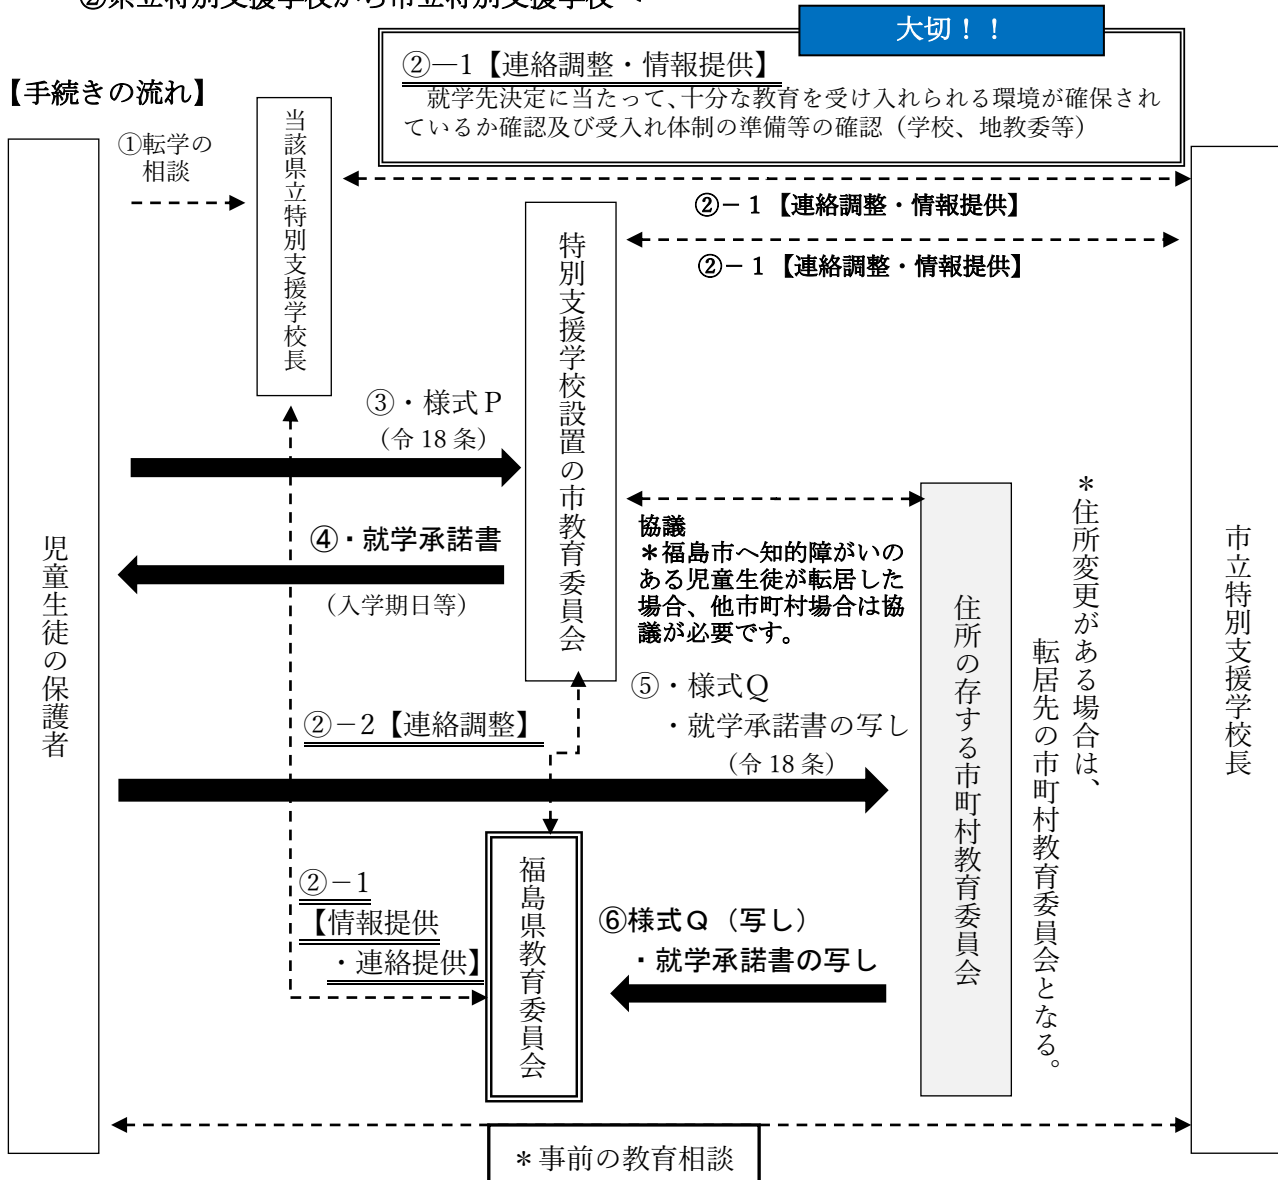 ②県立特別支援学校から市立特別支援学校へ
大切！！
②―1【連絡調整・情報提供】
就学先決定に当たって、十分な教育を受け入れられる環境が確保され
ているか確認及び受入れ体制の準備等の確認（学校、地教委等）
【手続きの流れ】
①転学の
相談
当該県立特別支援学校長
②－１【連絡調整・情報提供】
②－１【連絡調整・情報提供】
特別支援学校設置の市教育委員会
③・様式Ｐ
（令 18 条）
④・就学承諾書
（入学期日等）
児童生徒の保護者
協議
＊福島市へ知的障がいの
ある児童生徒が転居した
場合、他市町村場合は協
議が必要です。
住所の存する市町村教育委員会
＊住所変更がある場合は、
転居先の市町村教育委員会となる。
市立特別支援学校長
⑤・様式Ｑ
・就学承諾書の写し
（令 18 条）
②－2【連絡調整】
②－1
【情報提供
・連絡提供】
福島県教育委員会
⑥様式Ｑ（写し）
・就学承諾書の写し
＊事前の教育相談